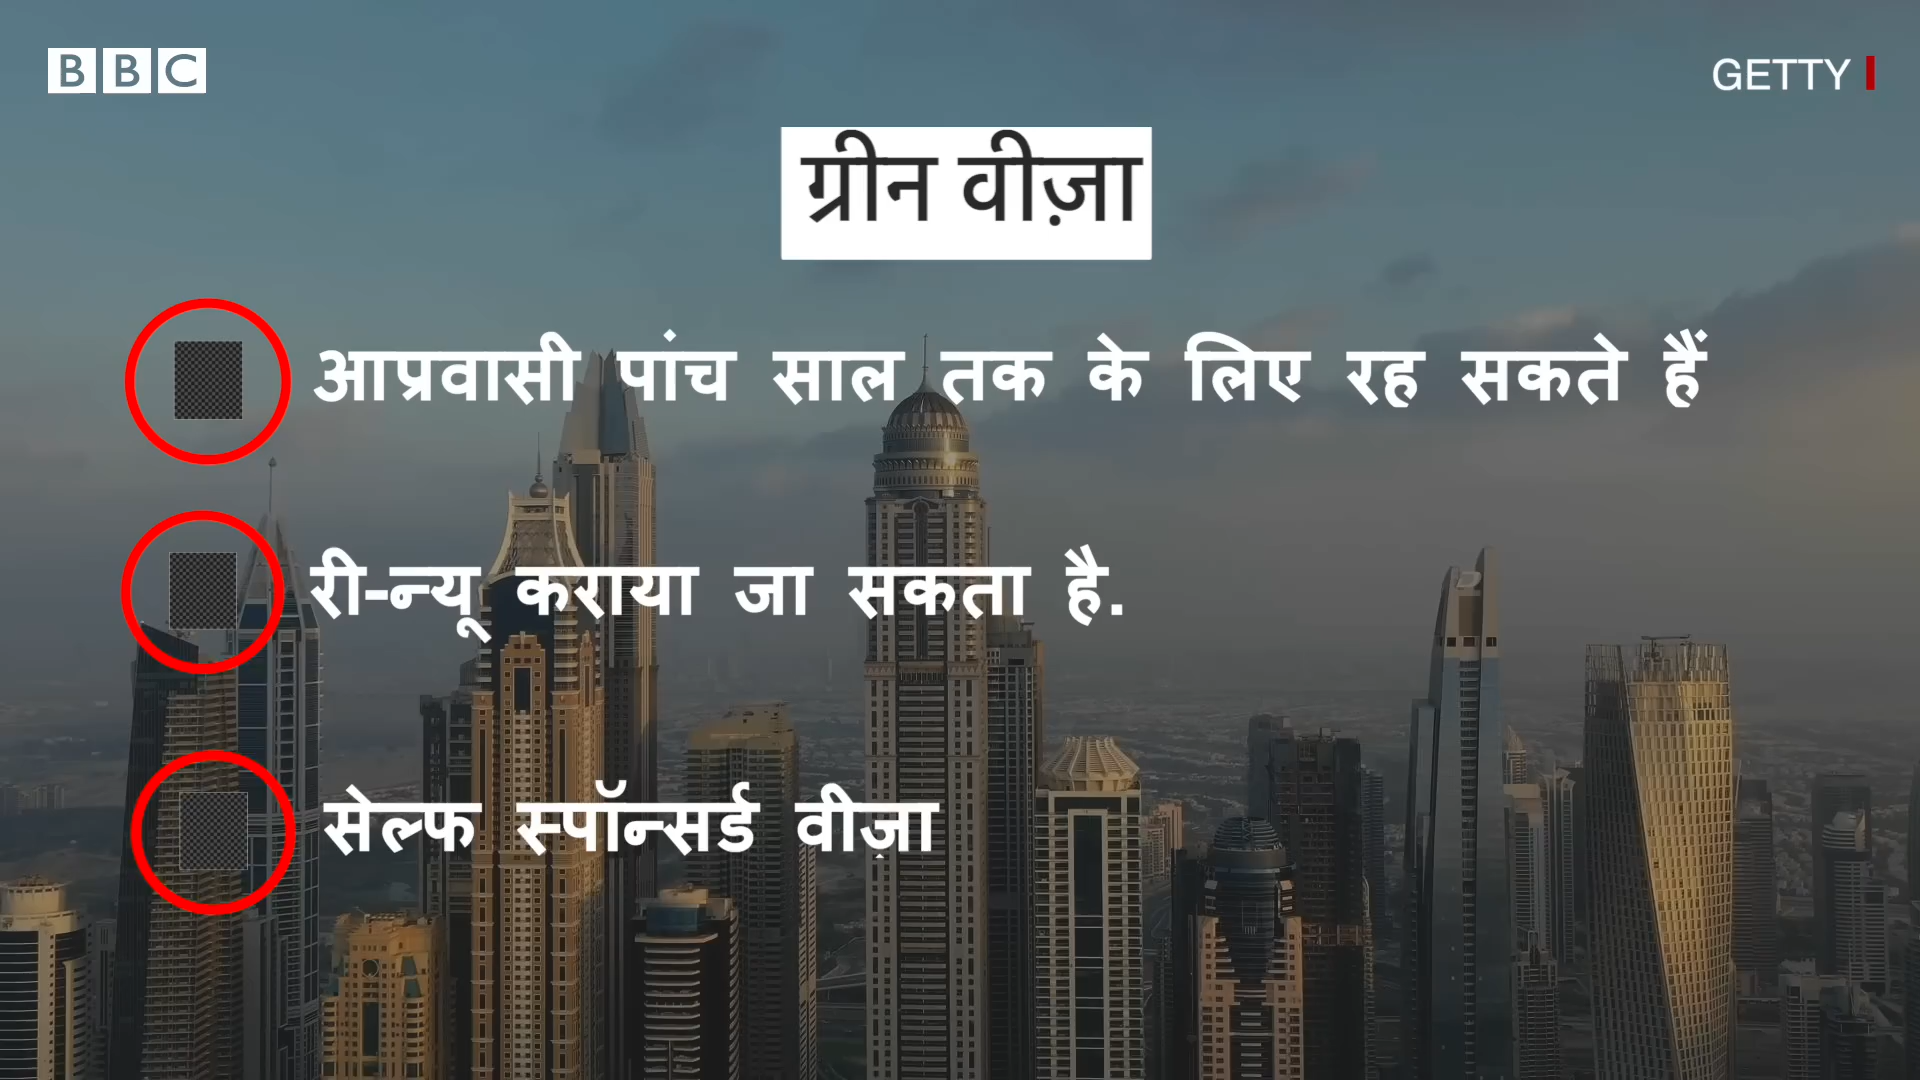 BBC
GETTY
ग्रीन वीज़ा
आप्रवासी पांच साल तक के लिए रह सकते हैं
री-न्यू कराया जा सकता है.
सेल्फ स्पॉन्सर्ड वीज़ा